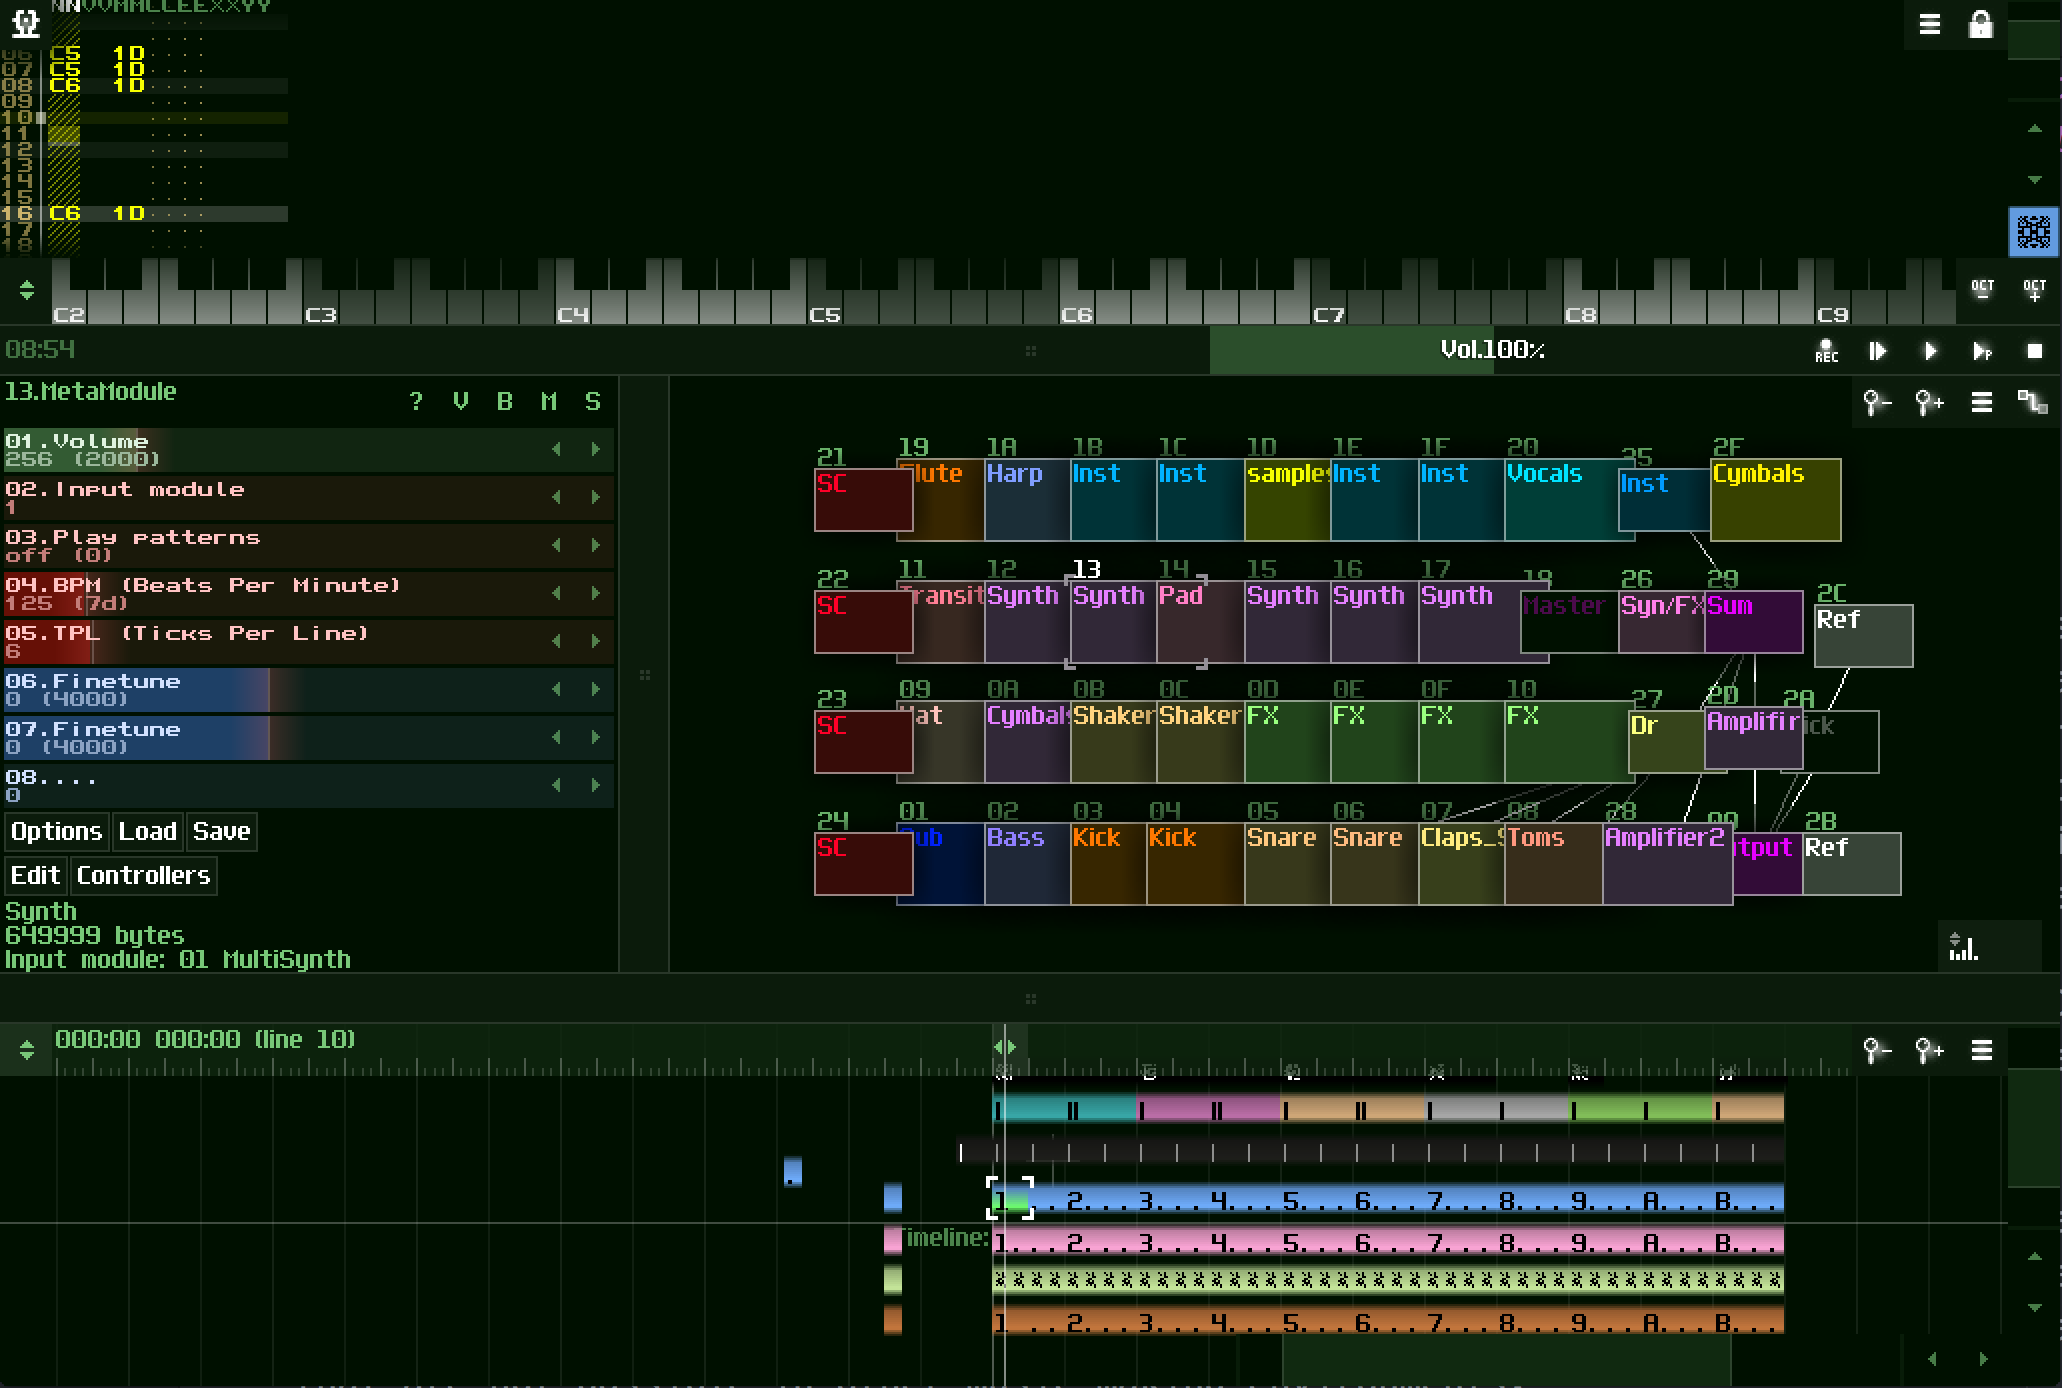 NNVVMMCCEEXXYY
06 C5 1D
07 C5 1D
08 C6 1D
09
10
11
12
13
14
15
16 C6 1D
17
18
C2 C3 C4 C5 C6 C7 C8 C9 OCT - OCT +
08:54 Vol.100% REC P
13.MetaModule ? V B M S
01.Volume
256 (2000)
02.Input module
1
03.Play patterns
off (0)
04.BPM (Beats Per Minute)
125 (7d)
05.TPL (Ticks Per Line)
6
06.Finetune
0 (4000)
07.Finetune
0 (4000)
08....
0
Options Load Save
Edit Controllers
Synth
649999 bytes
Input module: 01 MultiSynth
21 19 1A 1B 1C 1D 1E 1F 20 25 2F
SC lute Harp Inst Inst samples Inst Inst Vocals Inst Cymbals
22 11 12 13 14 15 16 17 18 26 29 2C
SC Transit Synth Synth Pad Synth Synth Synth Master Syn/FX Sum Ref
23 09 0A 0B 0C 0D 0E 0F 10 27 2D 2A
SC at Cymbals Shaker Shaker FX FX FX FX Dr Amplifir ick
24 01 02 03 04 05 06 07 08 28 00 2B
SC ub Bass Kick Kick Snare Snare Claps_S Toms Amplifier2 tput Ref
000:00 000:00 (line 10)
1 . . 2. . . 3. . . 4. . . 5. . . 6. . . 7. . . 8. . . 9. . . A. . . B. . .
imeline: 1. . . 2. . . 3. . . 4. . . 5. . . 6. . . 7. . . 8. . . 9. . . A. . . B. . .
1 . . 2. . . 3. . . 4. . . 5. . . 6. . . 7. . . 8. . . 9. . . A. . . B. . .